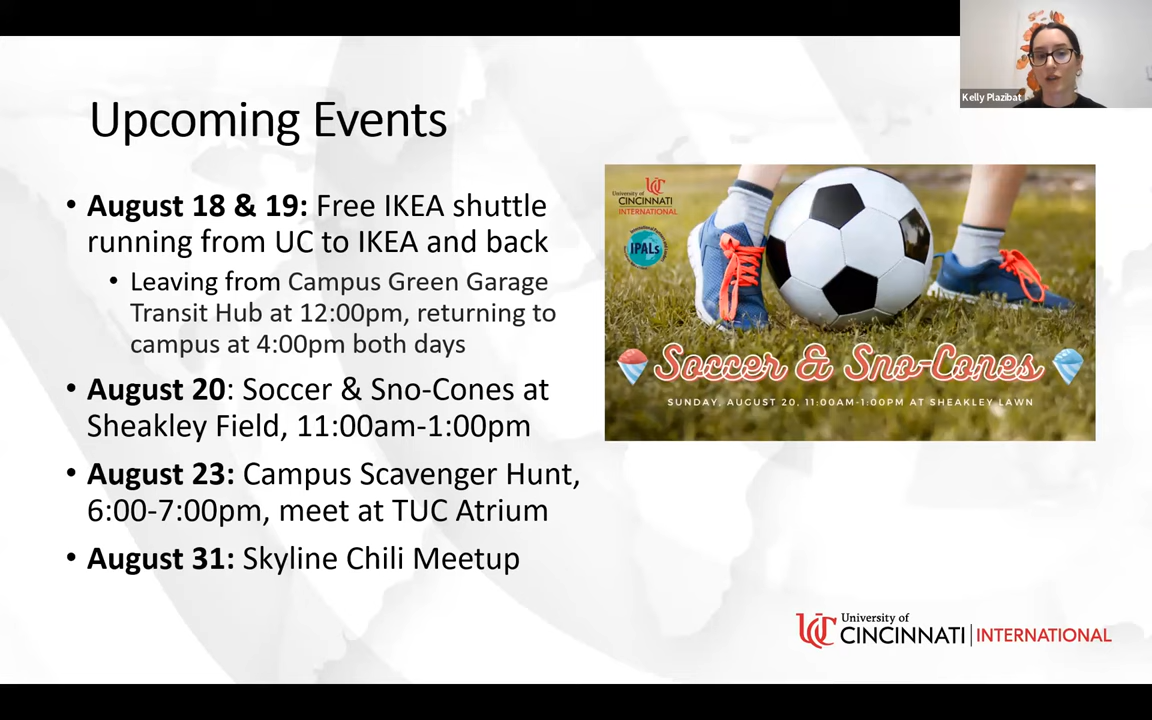 Kelly Plazibat
Upcoming Events
• August 18 & 19: Free IKEA shuttle
running from UC to IKEA and back
• Leaving from Campus Green Garage
Transit Hub at 12:00pm, returning to
campus at 4:00pm both days
• August 20: Soccer & Sno-Cones at
Sheakley Field, 11:00am-1:00pm
• August 23: Campus Scavenger Hunt,
6:00-7:00pm, meet at TUC Atrium
• August 31: Skyline Chili Meetup
University of
CINCINNATI
INTERNATIONAL
IPALs
Soccer & Sno-Cones
SUNDAY, AUGUST 20, 11:00AM-1:00PM AT SHEAKLEY LAWN
University of
CINCINNATI | INTERNATIONAL